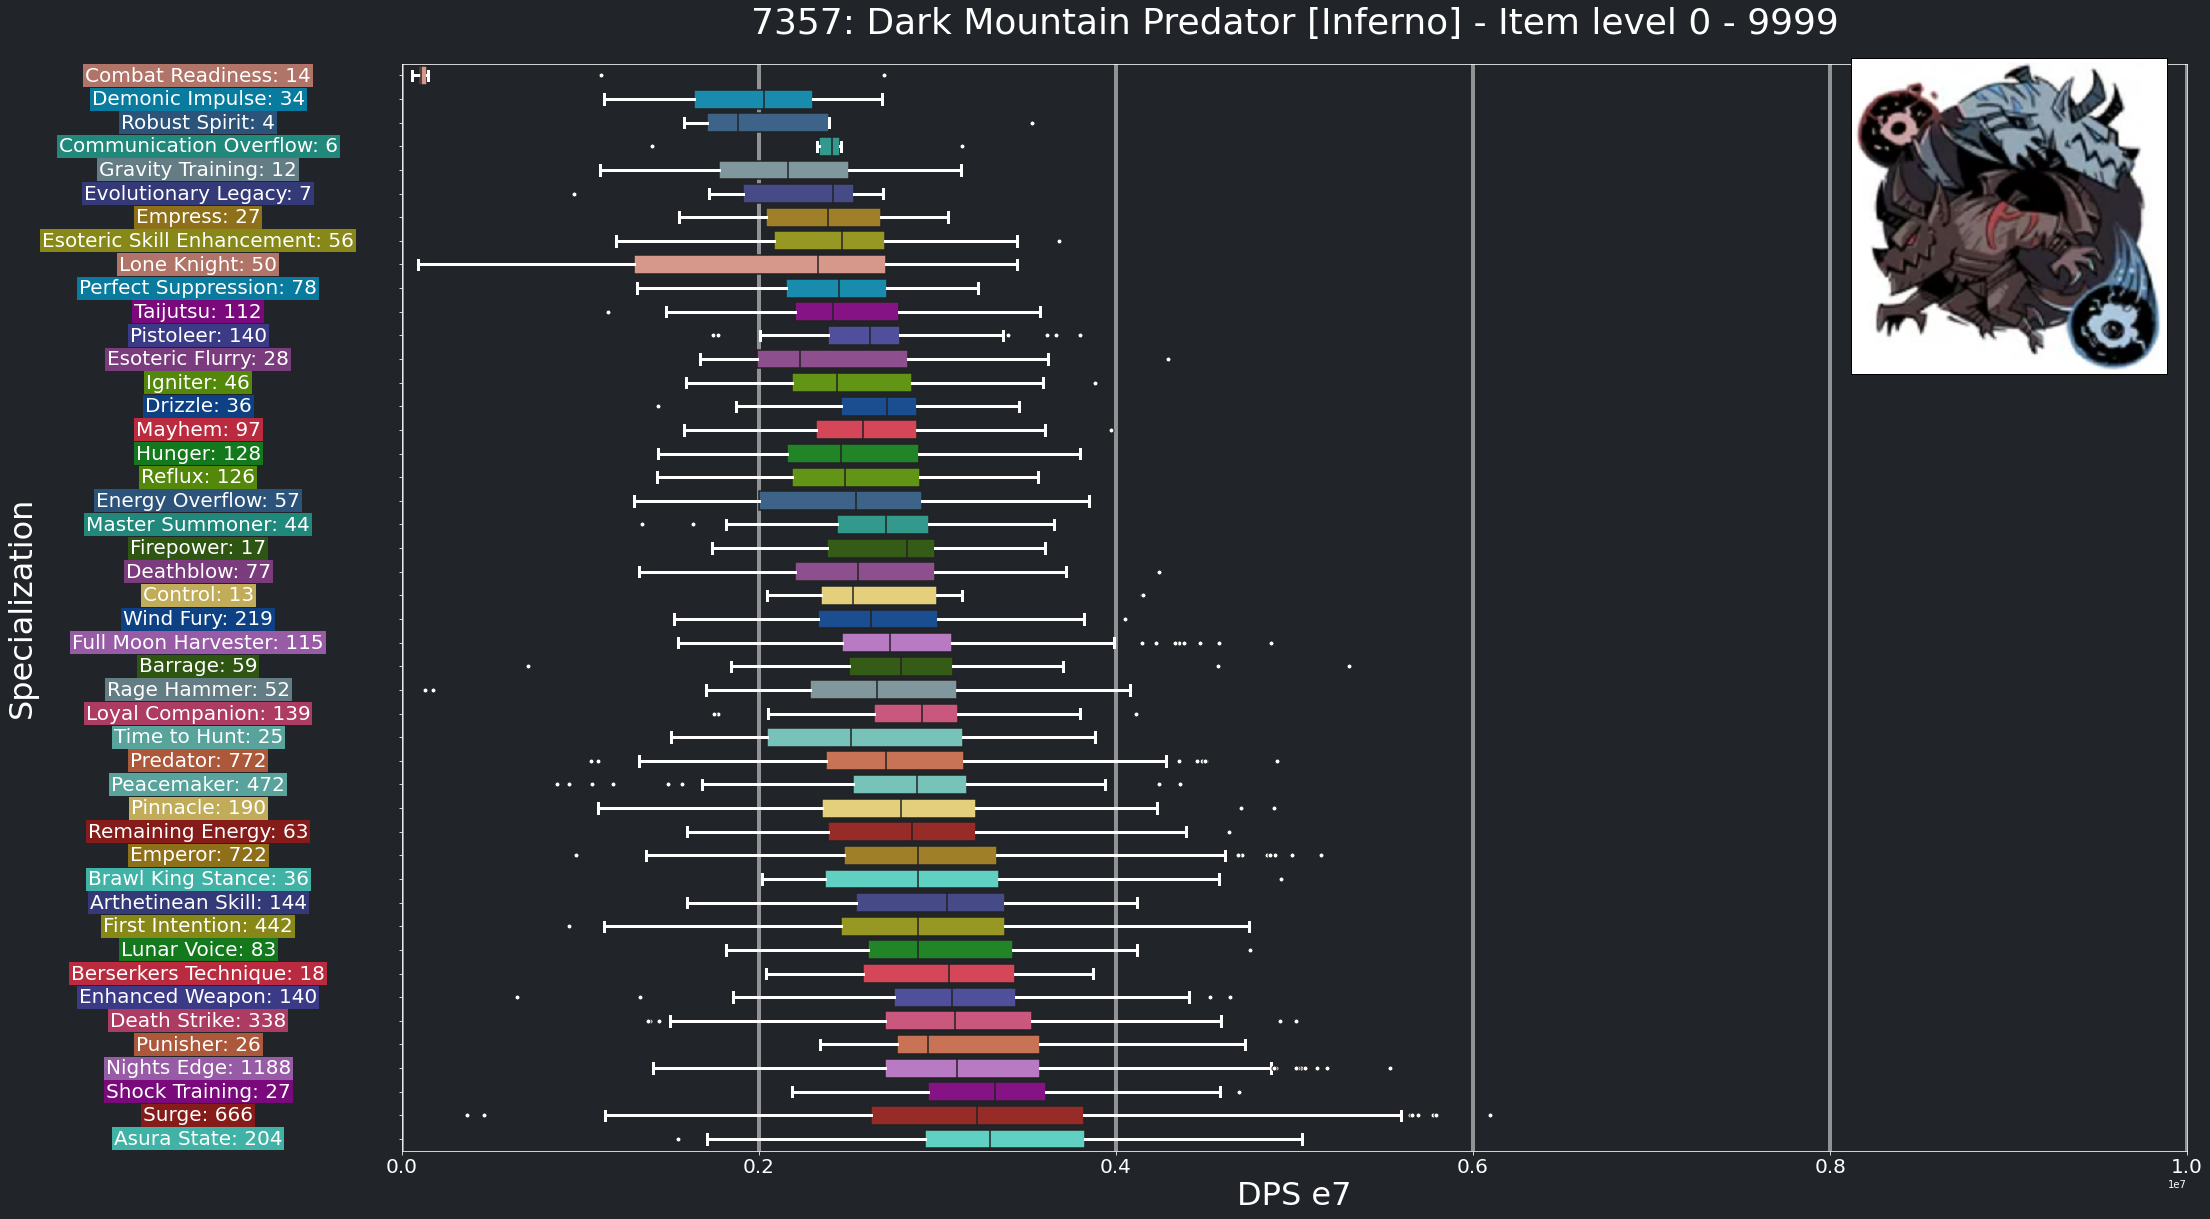 7357: Dark Mountain Predator [Inferno] - Item level 0 - 9999
Specialization
Combat Readiness: 14
Demonic Impulse: 34
Robust Spirit: 4
Communication Overflow: 6
Gravity Training: 12
Evolutionary Legacy: 7
Empress: 27
Esoteric Skill Enhancement: 56
Lone Knight: 50
Perfect Suppression: 78
Taijutsu: 112
Pistoleer: 140
Esoteric Flurry: 28
Igniter: 46
Drizzle: 36
Mayhem: 97
Hunger: 128
Reflux: 126
Energy Overflow: 57
Master Summoner: 44
Firepower: 17
Deathblow: 77
Control: 13
Wind Fury: 219
Full Moon Harvester: 115
Barrage: 59
Rage Hammer: 52
Loyal Companion: 139
Time to Hunt: 25
Predator: 772
Peacemaker: 472
Pinnacle: 190
Remaining Energy: 63
Emperor: 722
Brawl King Stance: 36
Arthetinean Skill: 144
First Intention: 442
Lunar Voice: 83
Berserkers Technique: 18
Enhanced Weapon: 140
Death Strike: 338
Punisher: 26
Nights Edge: 1188
Shock Training: 27
Surge: 666
Asura State: 204
0.0 0.2 0.4 0.6 0.8 1.0
1e7
DPS e7